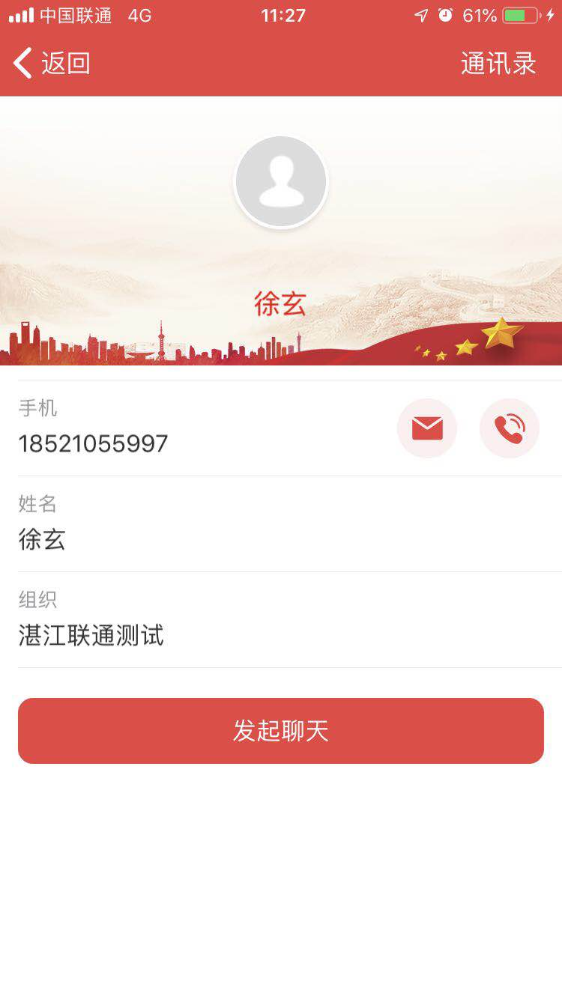 中国联通 4G 11:27 61%
返回 通讯录
徐玄
手机
18521055997
姓名
徐玄
组织
湛江联通测试
发起聊天